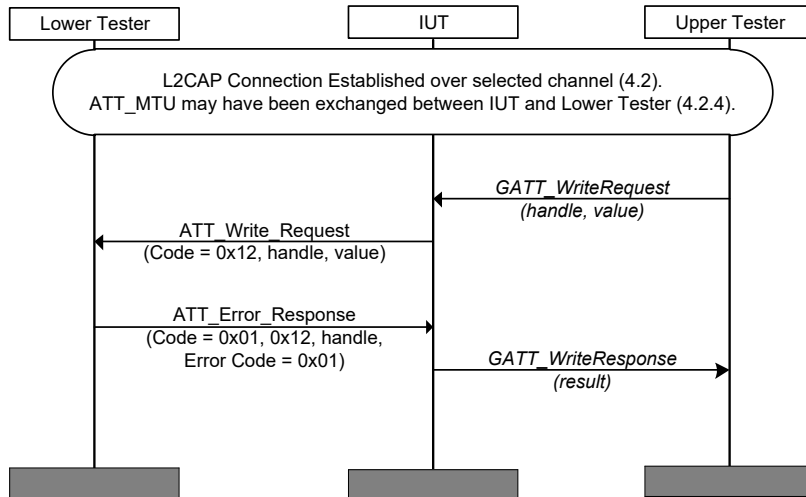 Lower Tester
IUT
Upper Tester
L2CAP Connection Established over selected channel (4.2).
ATT_MTU may have been exchanged between IUT and Lower Tester (4.2.4).
GATT_WriteRequest
(handle, value)
ATT_Write_Request
(Code = 0x12, handle, value)
ATT_Error_Response
(Code = 0x01, 0x12, handle,
Error Code = 0x01)
GATT_WriteResponse
(result)